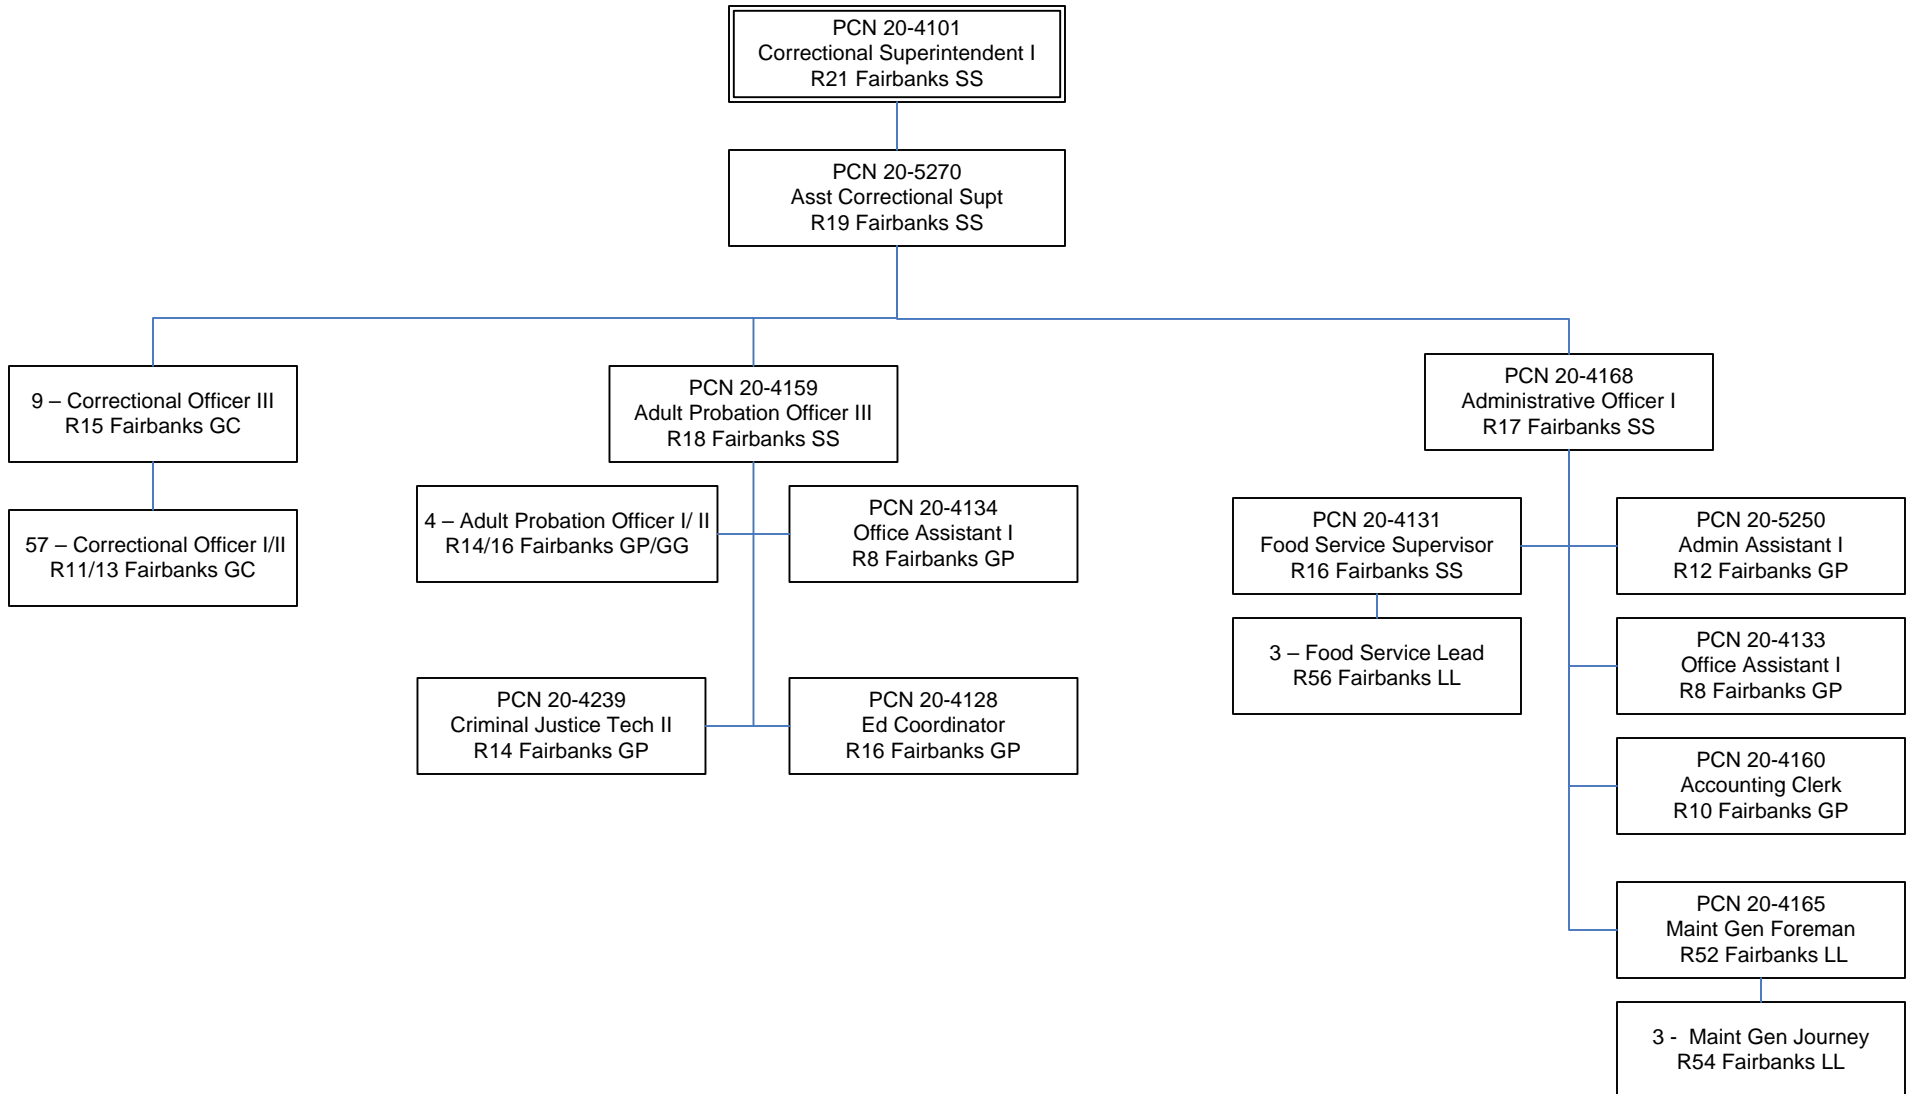 PCN 20-4101
Correctional Superintendent I
R21 Fairbanks SS
PCN 20-5270
Asst Correctional Supt
R19 Fairbanks SS
9 – Correctional Officer III
R15 Fairbanks GC
57 – Correctional Officer I/II
R11/13 Fairbanks GC
PCN 20-4159
Adult Probation Officer III
R18 Fairbanks SS
4 – Adult Probation Officer I/ II
R14/16 Fairbanks GP/GG
PCN 20-4134
Office Assistant I
R8 Fairbanks GP
PCN 20-4239
Criminal Justice Tech II
R14 Fairbanks GP
PCN 20-4128
Ed Coordinator
R16 Fairbanks GP
PCN 20-4168
Administrative Officer I
R17 Fairbanks SS
PCN 20-4131
Food Service Supervisor
R16 Fairbanks SS
3 – Food Service Lead
R56 Fairbanks LL
PCN 20-5250
Admin Assistant I
R12 Fairbanks GP
PCN 20-4133
Office Assistant I
R8 Fairbanks GP
PCN 20-4160
Accounting Clerk
R10 Fairbanks GP
PCN 20-4165
Maint Gen Foreman
R52 Fairbanks LL
3 - Maint Gen Journey
R54 Fairbanks LL